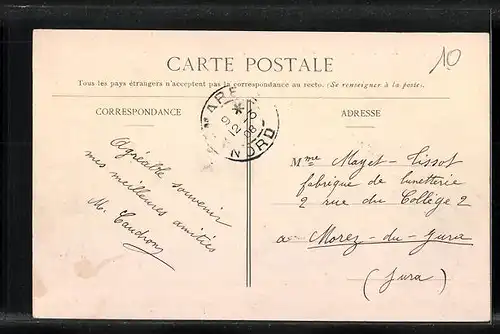 10
CARTE POSTALE
Tous les pays étrangers n'acceptent pas la correspondance au recto. (Se renseigner à la poste).
CORRESPONDANCE
ADRESSE
NORD
Agréable souvenir
mes meilleures amitiés
M.
Mme Mayet-Tissot
fabrique de lunetterie
2 rue du Collège 2
à Morez-du-Jura
(Jura)